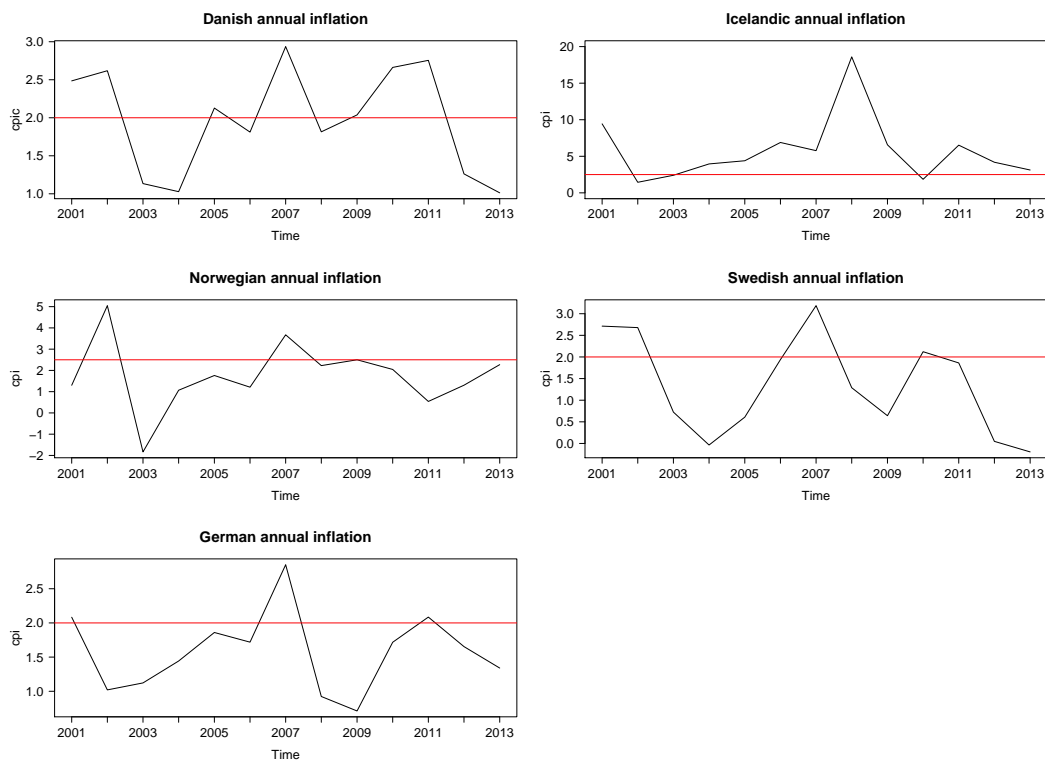 Danish annual inflation
cpic
3.0
2.5
2.0
1.5
1.0
2001 2003 2005 2007 2009 2011 2013
Time
Icelandic annual inflation
cpi
20
15
10
5
0
2001 2003 2005 2007 2009 2011 2013
Time
Norwegian annual inflation
cpi
5
4
3
2
1
0
−1
−2
2001 2003 2005 2007 2009 2011 2013
Time
Swedish annual inflation
cpi
3.0
2.5
2.0
1.5
1.0
0.5
0.0
2001 2003 2005 2007 2009 2011 2013
Time
German annual inflation
cpi
2.5
2.0
1.5
1.0
2001 2003 2005 2007 2009 2011 2013
Time